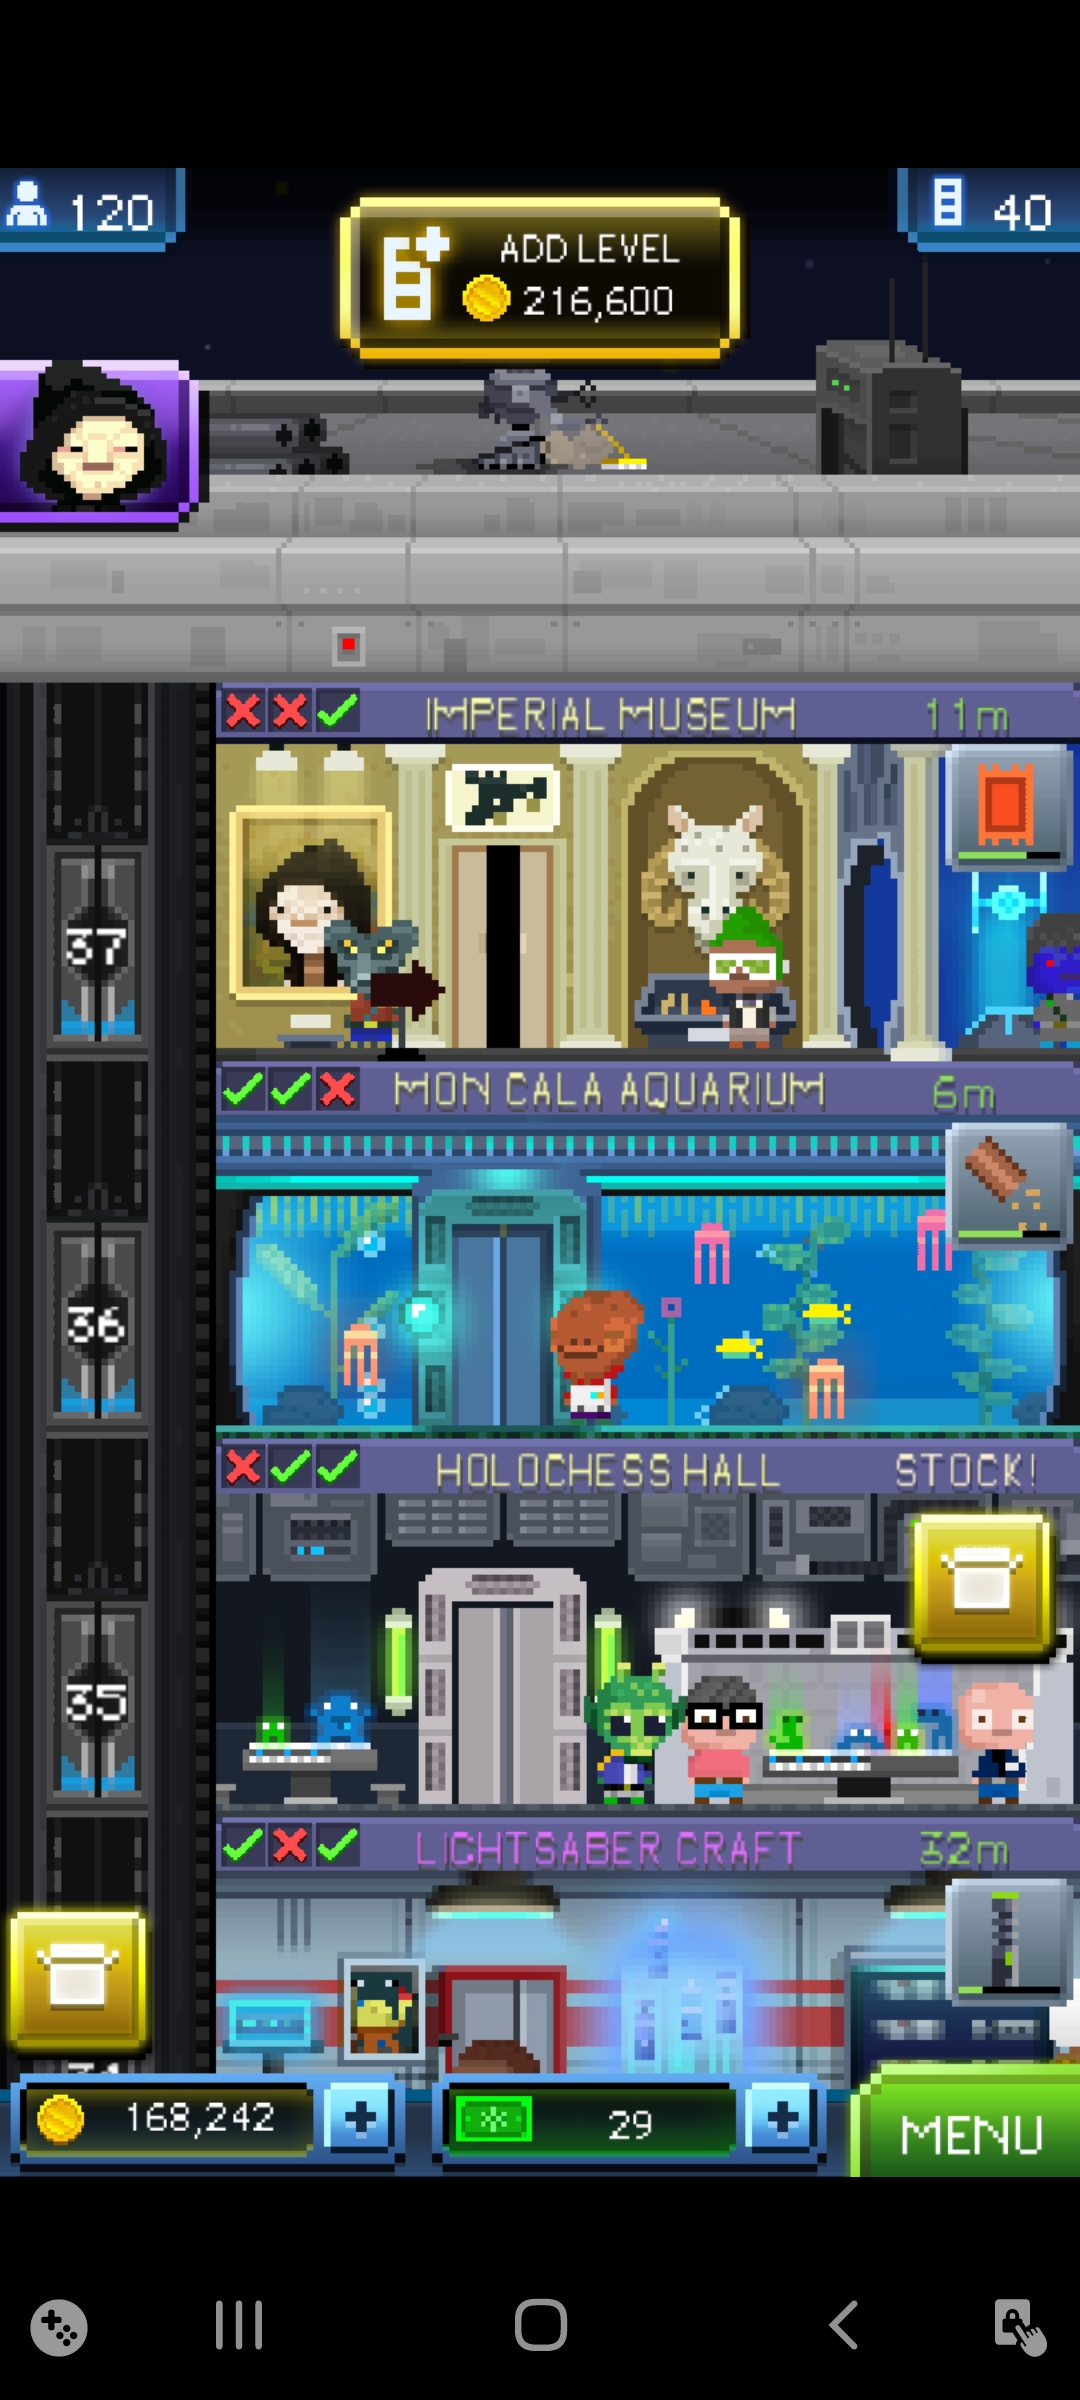 120
ADD LEVEL
216,600
40
IMPERIAL MUSEUM 11m
37
MON CALA AQUARIUM 6m
36
HOLOCHESS HALL STOCK!
35
LIGHTSABER CRAFT 32m
168,242
29
MENU